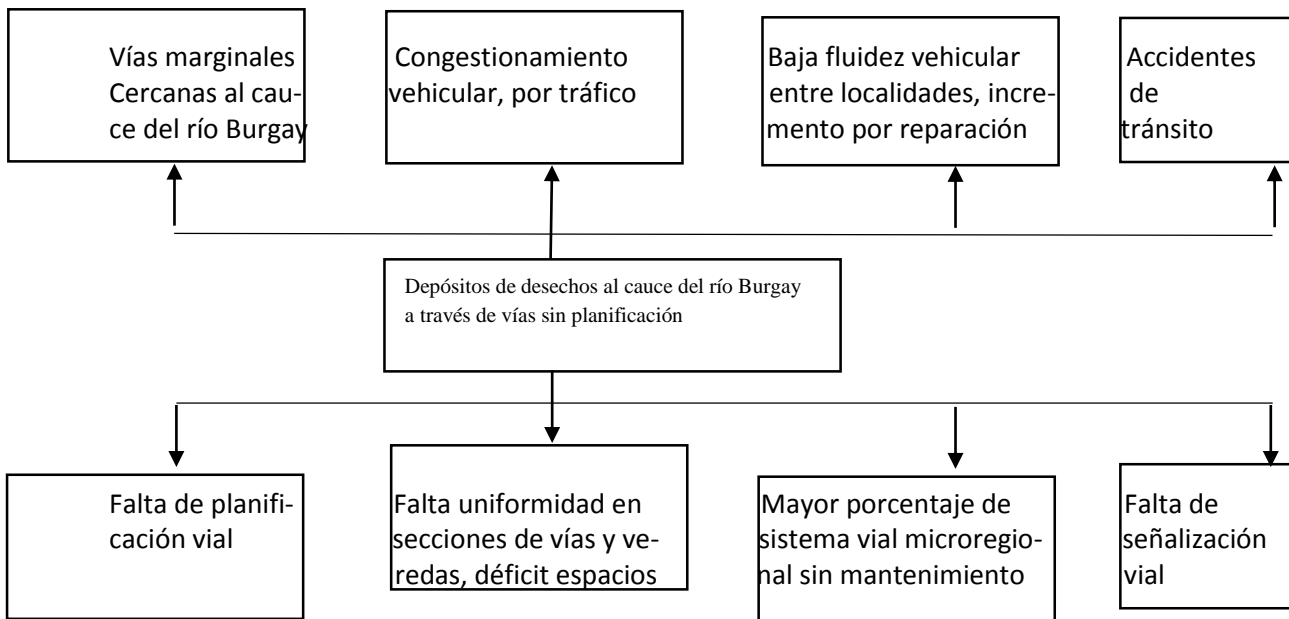 Vías marginales
Cercanas al cau-
ce del río Burgay
Congestionamiento
vehicular, por tráfico
Baja fluidez vehicular
entre localidades, incre-
mento por reparación
Accidentes
de
tránsito
Depósitos de desechos al cauce del río Burgay
a través de vías sin planificación
Falta de planifi-
cación vial
Falta uniformidad en
secciones de vías y ve-
redas, déficit espacios
Mayor porcentaje de
sistema vial microregio-
nal sin mantenimiento
Falta de
señalización
vial